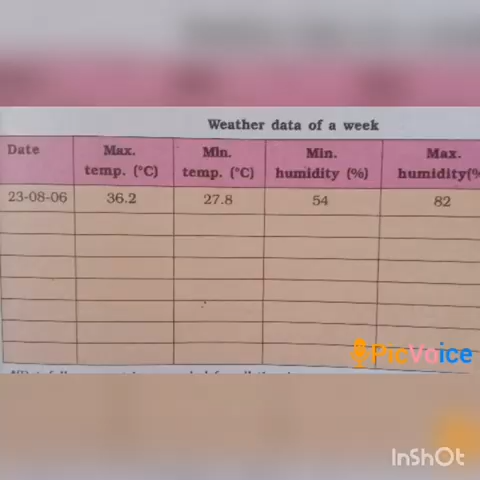 Weather data of a week
Date Max. Min. Min. Max.
temp. (°C) temp. (°C) humidity (%) humidity(%
23-08-06 36.2 27.8 54 82
PicVoice
InShOt